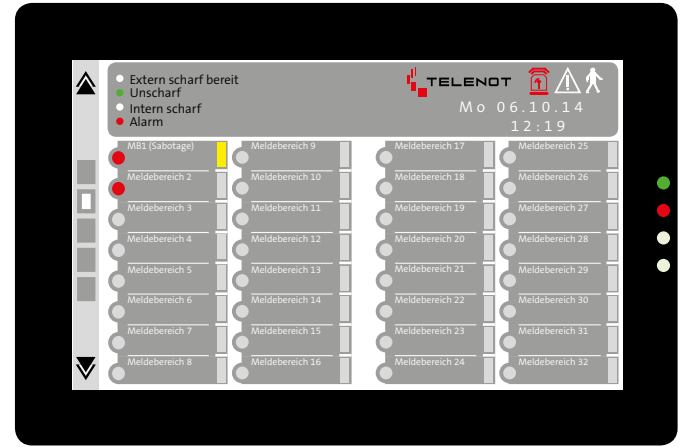 Extern scharf bereit
Unscharf
Intern scharf
Alarm
TELENOT
Mo 06.10.14
12:19
MB1 (Sabotage)
Meldebereich 2
Meldebereich 3
Meldebereich 4
Meldebereich 5
Meldebereich 6
Meldebereich 7
Meldebereich 8
Meldebereich 9
Meldebereich 10
Meldebereich 11
Meldebereich 12
Meldebereich 13
Meldebereich 14
Meldebereich 15
Meldebereich 16
Meldebereich 17
Meldebereich 18
Meldebereich 19
Meldebereich 20
Meldebereich 21
Meldebereich 22
Meldebereich 23
Meldebereich 24
Meldebereich 25
Meldebereich 26
Meldebereich 27
Meldebereich 28
Meldebereich 29
Meldebereich 30
Meldebereich 31
Meldebereich 32